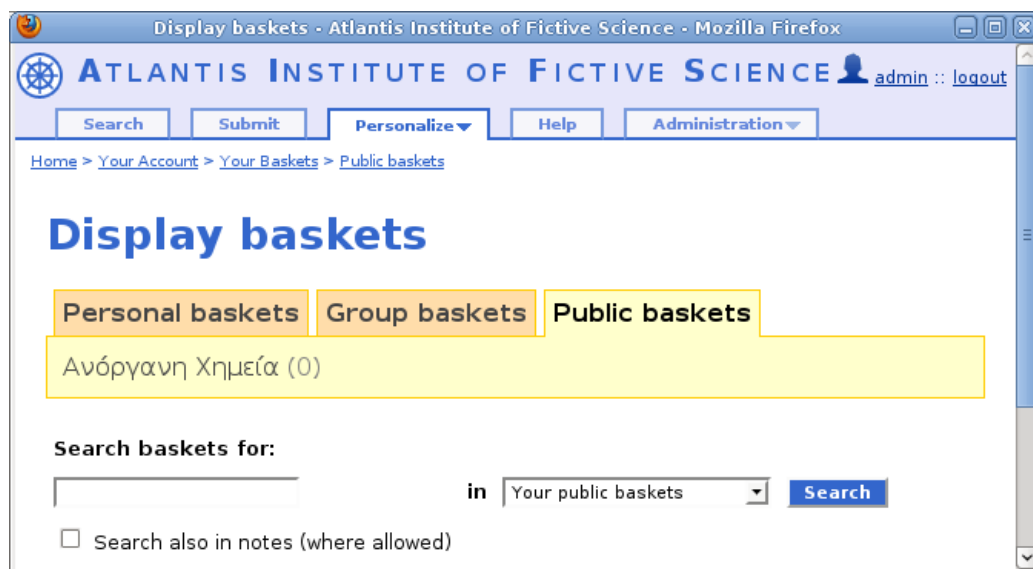 Display baskets - Atlantis Institute of Fictive Science - Mozilla Firefox
ATLANTIS INSTITUTE OF FICTIVE SCIENCE admin :: logout
Search Submit Personalize Help Administration
Home > Your Account > Your Baskets > Public baskets
Display baskets
Personal baskets Group baskets Public baskets
Ανόργανη Χημεία (0)
Search baskets for:
in Your public baskets Search
Search also in notes (where allowed)